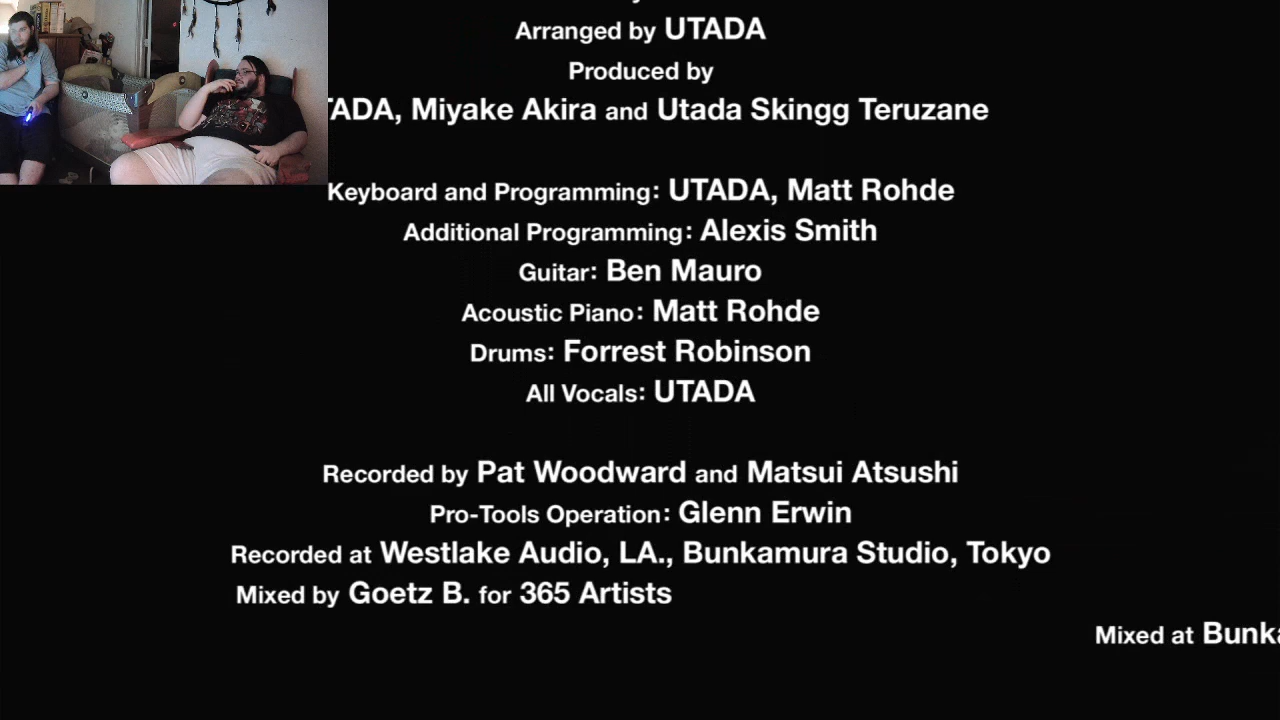 Arranged by UTADA
Produced by
TADA, Miyake Akira and Utada Skingg Teruzane
Keyboard and Programming: UTADA, Matt Rohde
Additional Programming: Alexis Smith
Guitar: Ben Mauro
Acoustic Piano: Matt Rohde
Drums: Forrest Robinson
All Vocals: UTADA
Recorded by Pat Woodward and Matsui Atsushi
Pro-Tools Operation: Glenn Erwin
Recorded at Westlake Audio, LA., Bunkamura Studio, Tokyo
Mixed by Goetz B. for 365 Artists
Mixed at Bunka